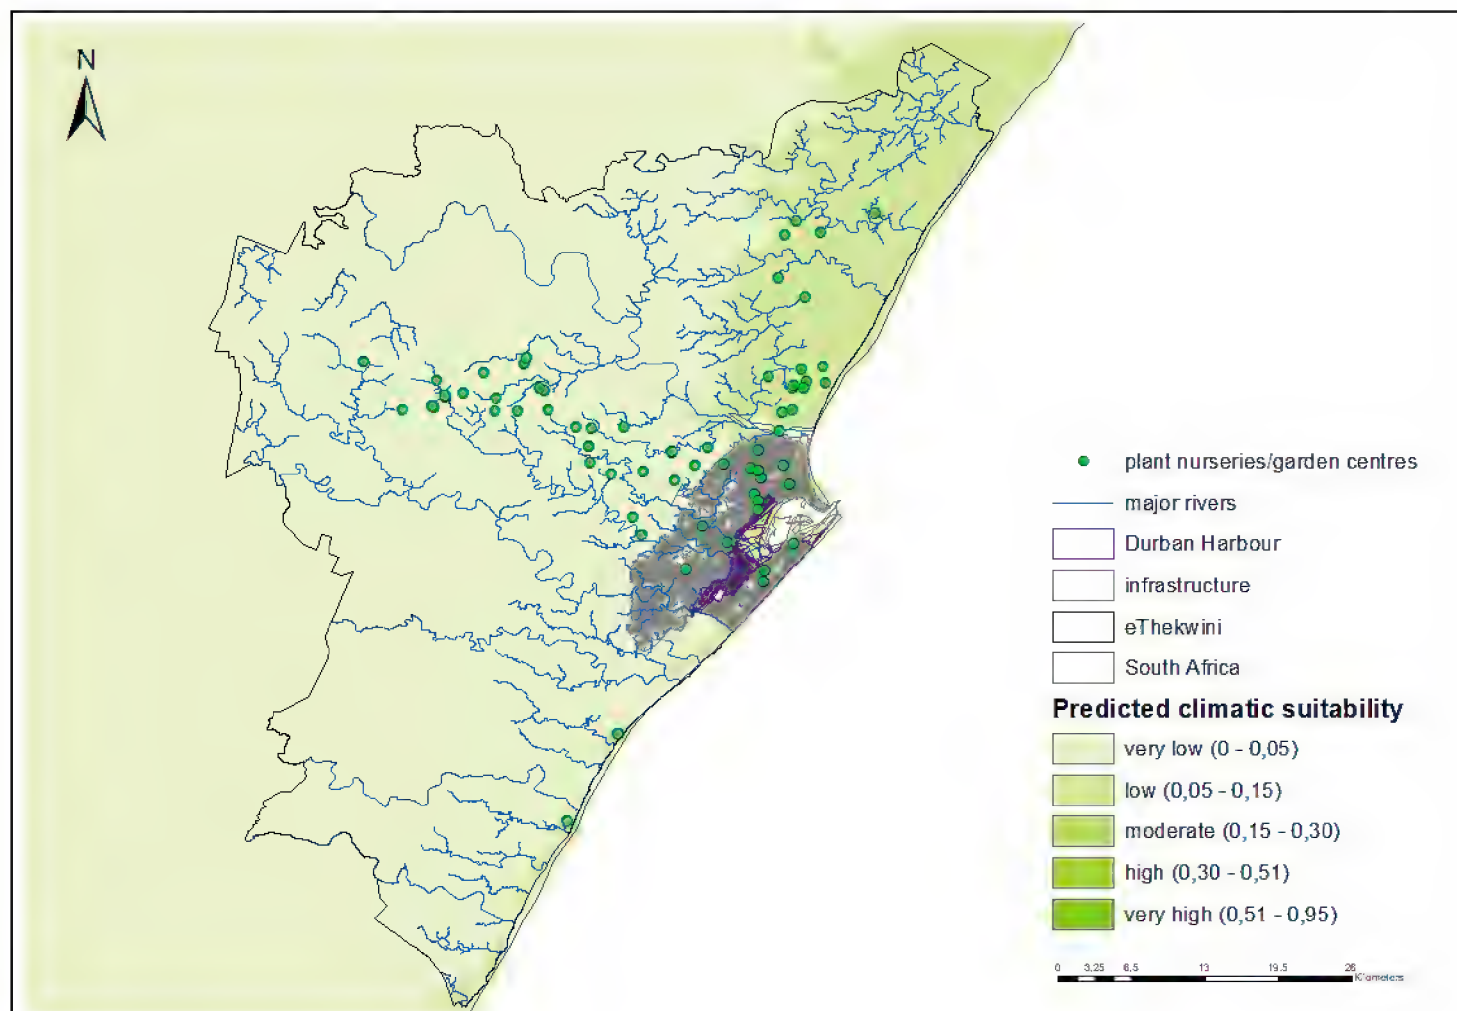 N
plant nurseries/garden centres
major rivers
Durban Harbour
infrastructure
eThekwini
South Africa
Predicted climatic suitability
very low (0 - 0,05)
low (0,05 - 0,15)
moderate (0,15 - 0,30)
high (0,30 - 0,51)
very high (0,51 - 0,95)
0 3,25 6,5 13 19,5 26
Kilometers